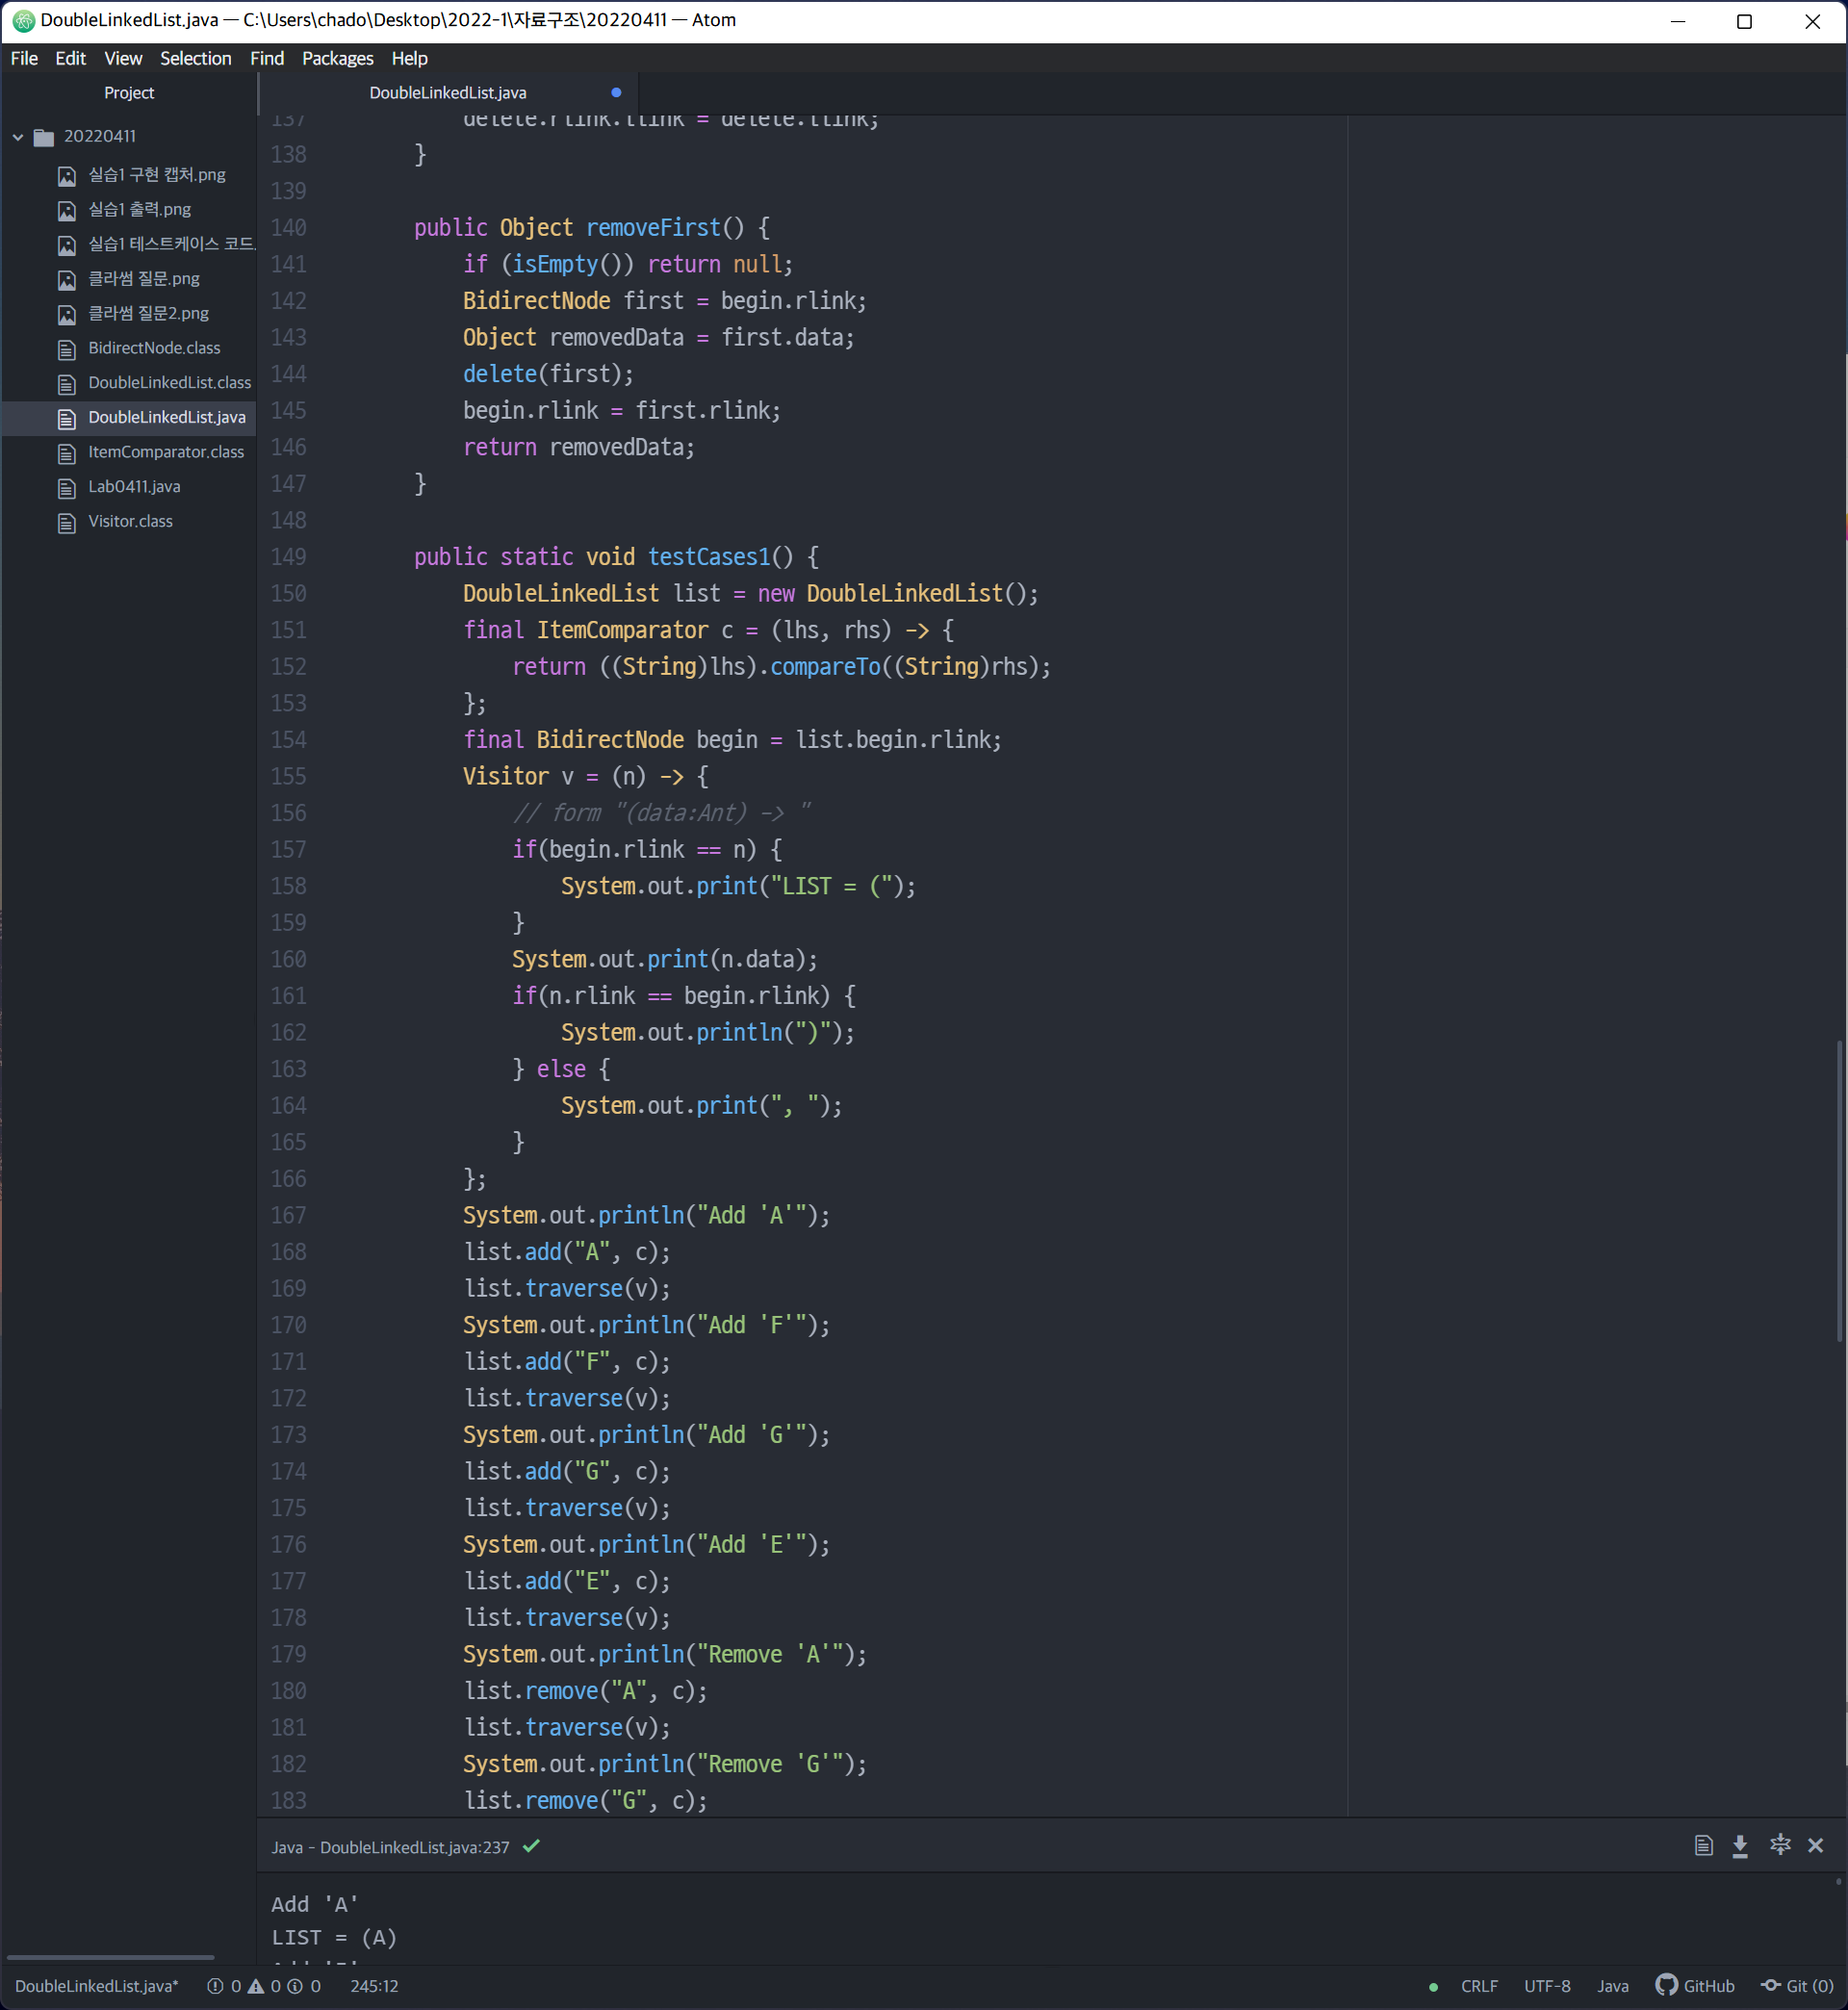 DoubleLinkedList.java — C:\Users\chado\Desktop\2022-1\자료구조\20220411 — Atom
File Edit View Selection Find Packages Help
Project
DoubleLinkedList.java
20220411
실습1 구현 캡처.png
실습1 출력.png
실습1 테스트케이스 코드.
클라썸 질문.png
클라썸 질문2.png
BidirectNode.class
DoubleLinkedList.class
DoubleLinkedList.java
ItemComparator.class
Lab0411.java
Visitor.class
137 delete.rlink.llink = delete.llink;
138 }
139
140 public Object removeFirst() {
141 if (isEmpty()) return null;
142 BidirectNode first = begin.rlink;
143 Object removedData = first.data;
144 delete(first);
145 begin.rlink = first.rlink;
146 return removedData;
147 }
148
149 public static void testCases1() {
150 DoubleLinkedList list = new DoubleLinkedList();
151 final ItemComparator c = (lhs, rhs) -> {
152 return ((String)lhs).compareTo((String)rhs);
153 };
154 final BidirectNode begin = list.begin.rlink;
155 Visitor v = (n) -> {
156 // form "(data:Ant) -> "
157 if(begin.rlink == n) {
158 System.out.print("LIST = (");
159 }
160 System.out.print(n.data);
161 if(n.rlink == begin.rlink) {
162 System.out.println(")");
163 } else {
164 System.out.print(", ");
165 }
166 };
167 System.out.println("Add 'A'");
168 list.add("A", c);
169 list.traverse(v);
170 System.out.println("Add 'F'");
171 list.add("F", c);
172 list.traverse(v);
173 System.out.println("Add 'G'");
174 list.add("G", c);
175 list.traverse(v);
176 System.out.println("Add 'E'");
177 list.add("E", c);
178 list.traverse(v);
179 System.out.println("Remove 'A'");
180 list.remove("A", c);
181 list.traverse(v);
182 System.out.println("Remove 'G'");
183 list.remove("G", c);
Java - DoubleLinkedList.java:237
Add 'A'
LIST = (A)
DoubleLinkedList.java* 0 0 0 245:12 CRLF UTF-8 Java GitHub Git (0)